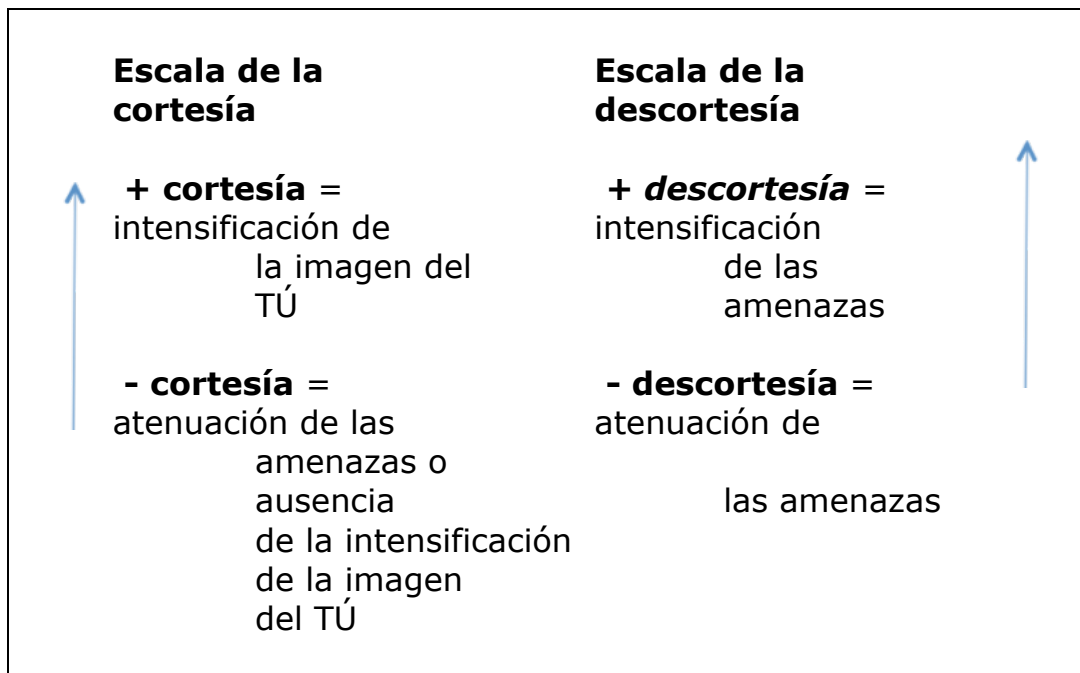 Escala de la
cortesía
+ cortesía =
intensificación de
la imagen del
TÚ
- cortesía =
atenuación de las
amenazas o
ausencia
de la intensificación
de la imagen
del TÚ
Escala de la
descortesía
+ descortesía =
intensificación
de las
amenazas
- descortesía =
atenuación de
las amenazas